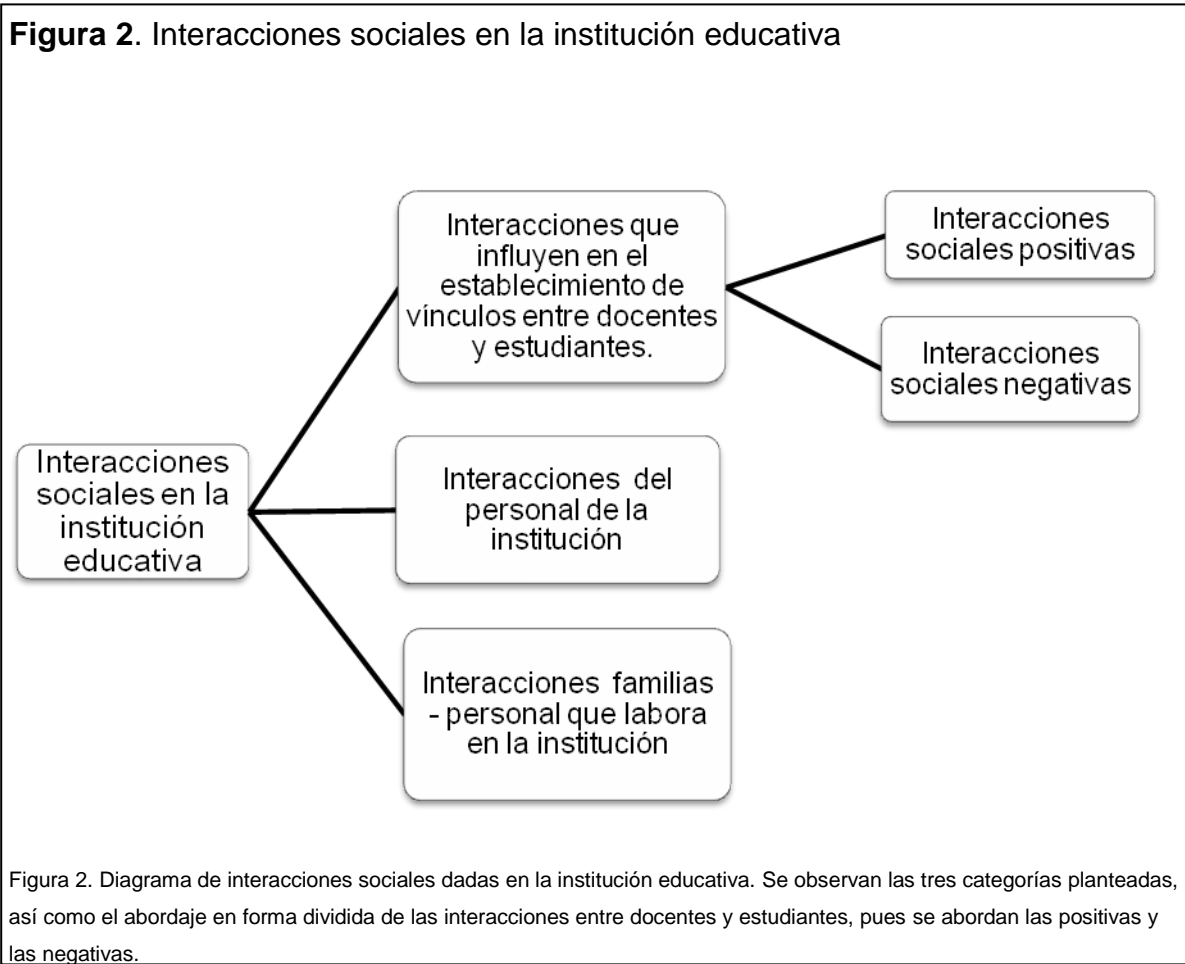 Figura 2. Interacciones sociales en la institución educativa
Interacciones que
influyen en el
establecimiento de
vínculos entre docentes
y estudiantes.
Interacciones
sociales positivas
Interacciones
sociales negativas
Interacciones
sociales en la
institución
educativa
Interacciones del
personal de la
institución
Interacciones familias
- personal que labora
en la institución
Figura 2. Diagrama de interacciones sociales dadas en la institución educativa. Se observan las tres categorías planteadas,
así como el abordaje en forma dividida de las interacciones entre docentes y estudiantes, pues se abordan las positivas y
las negativas.